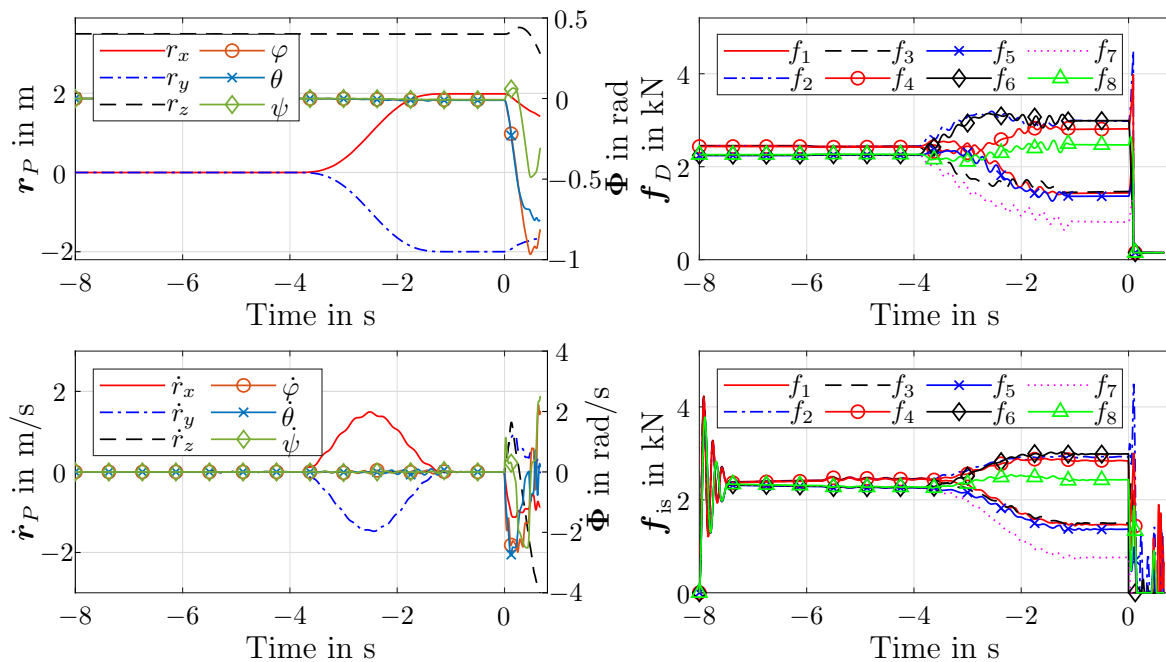 r_x φ
r_y θ
r_z ψ
2
0
−2
0.5
0
−0.5
−1
−8 −6 −4 −2 0
r_P in m
Φ in rad
Time in s
f_1 f_3 f_5 f_7
f_2 f_4 f_6 f_8
4
2
0
−8 −6 −4 −2 0
f_D in kN
Time in s
ṙ_x φ̇
ṙ_y θ̇
ṙ_z ψ̇
2
0
−2
4
2
0
−2
−4
−8 −6 −4 −2 0
ṙ_P in m/s
Φ̇ in rad/s
Time in s
f_1 f_3 f_5 f_7
f_2 f_4 f_6 f_8
4
2
0
−8 −6 −4 −2 0
f_is in kN
Time in s